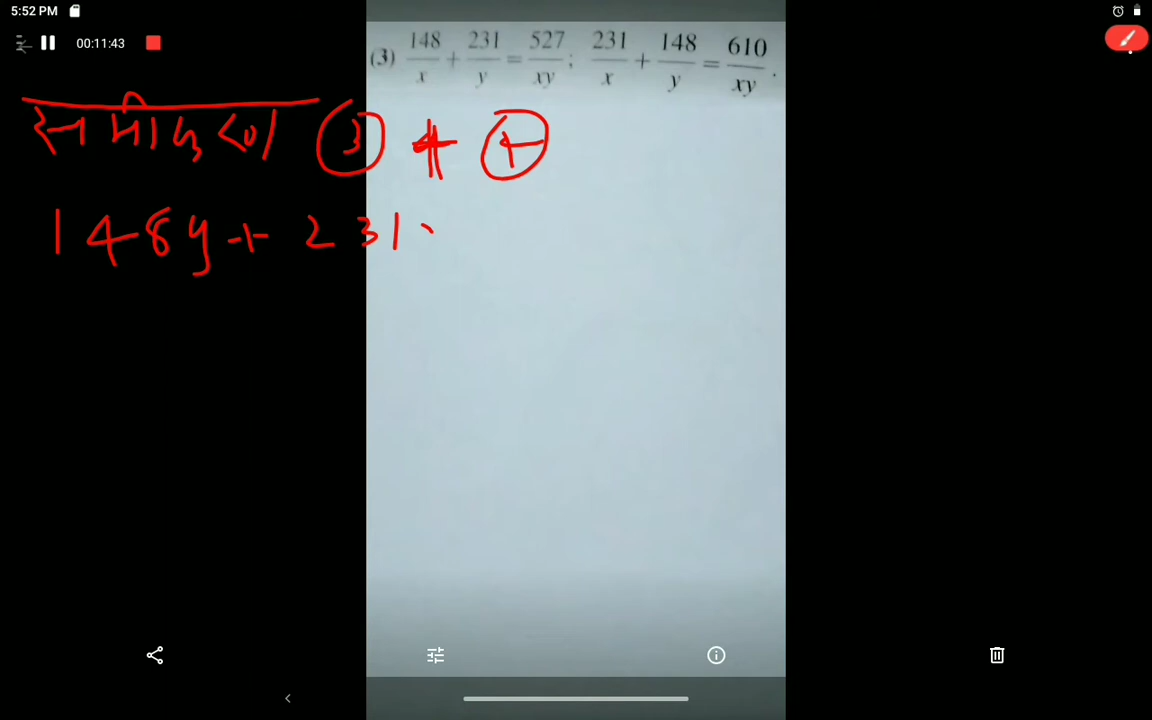 5:52 PM
00:11:43
(3) 148/x + 231/y = 527/xy ; 231/x + 148/y = 610/xy .
समीकरण ③ + ④
148y + 231